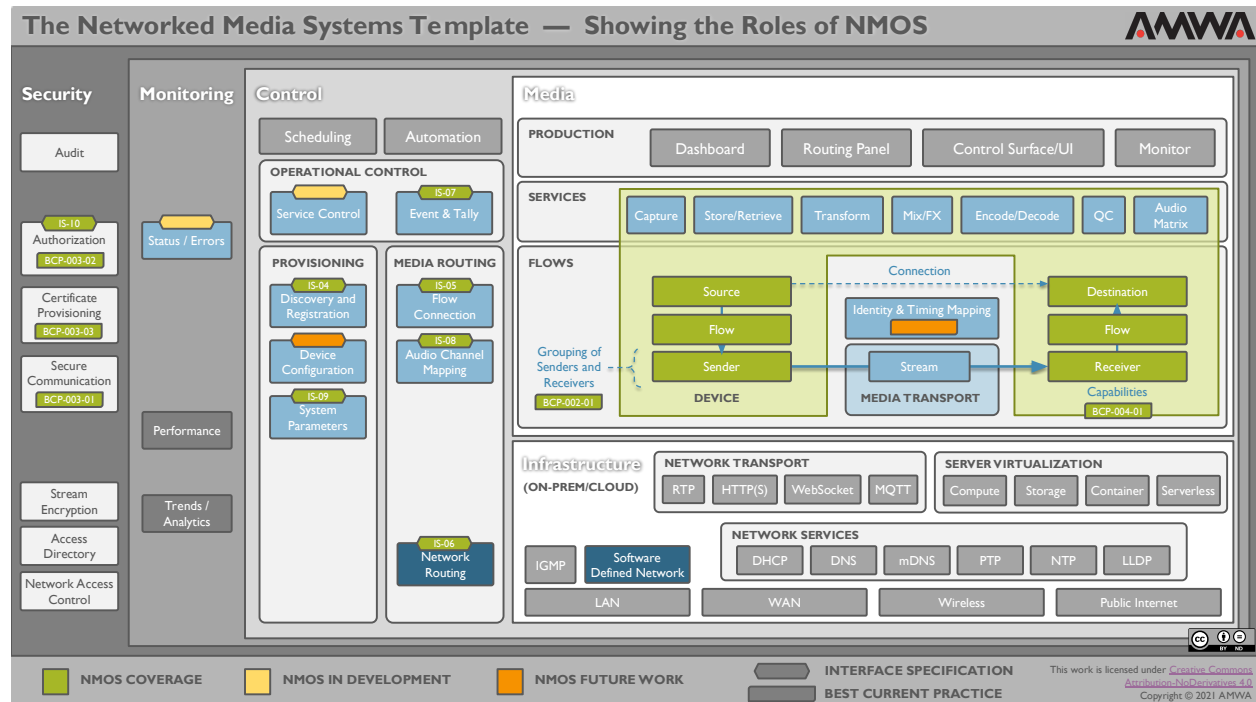 The Networked Media Systems Template — Showing the Roles of NMOS
AMWA
Security
Audit
IS-10
Authorization
BCP-003-02
Certificate
Provisioning
BCP-003-03
Secure
Communication
BCP-003-01
Stream
Encryption
Access
Directory
Network Access
Control
Monitoring
Status / Errors
Performance
Trends /
Analytics
Control
Scheduling
Automation
OPERATIONAL CONTROL
Service Control
IS-07
Event & Tally
PROVISIONING
IS-04
Discovery and
Registration
Device
Configuration
IS-09
System
Parameters
MEDIA ROUTING
IS-05
Flow
Connection
IS-08
Audio Channel
Mapping
IS-06
Network
Routing
Media
PRODUCTION
Dashboard
Routing Panel
Control Surface/UI
Monitor
SERVICES
Capture
Store/Retrieve
Transform
Mix/FX
Encode/Decode
QC
Audio
Matrix
FLOWS
Connection
Source
Flow
Sender
Grouping of
Senders and
Receivers
BCP-002-01
DEVICE
Identity & Timing Mapping
Stream
MEDIA TRANSPORT
Destination
Flow
Receiver
Capabilities
BCP-004-01
Infrastructure
(ON-PREM/CLOUD)
NETWORK TRANSPORT
RTP
HTTP(S)
WebSocket
MQTT
SERVER VIRTUALIZATION
Compute
Storage
Container
Serverless
NETWORK SERVICES
DHCP
DNS
mDNS
PTP
NTP
LLDP
IGMP
Software
Defined Network
LAN
WAN
Wireless
Public Internet
cc
BY ND
NMOS COVERAGE
NMOS IN DEVELOPMENT
NMOS FUTURE WORK
INTERFACE SPECIFICATION
BEST CURRENT PRACTICE
This work is licensed under Creative Commons
Attribution-NoDerivatives 4.0
Copyright © 2021 AMWA